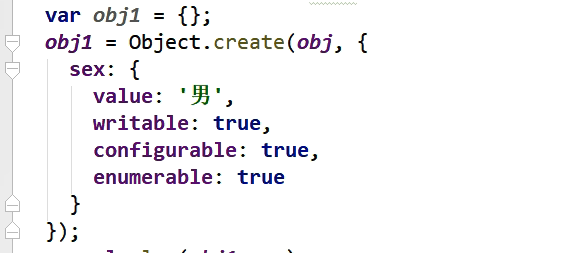 var obj1 = {};
obj1 = Object.create(obj, {
sex: {
value: '男',
writable: true,
configurable: true,
enumerable: true
}
});